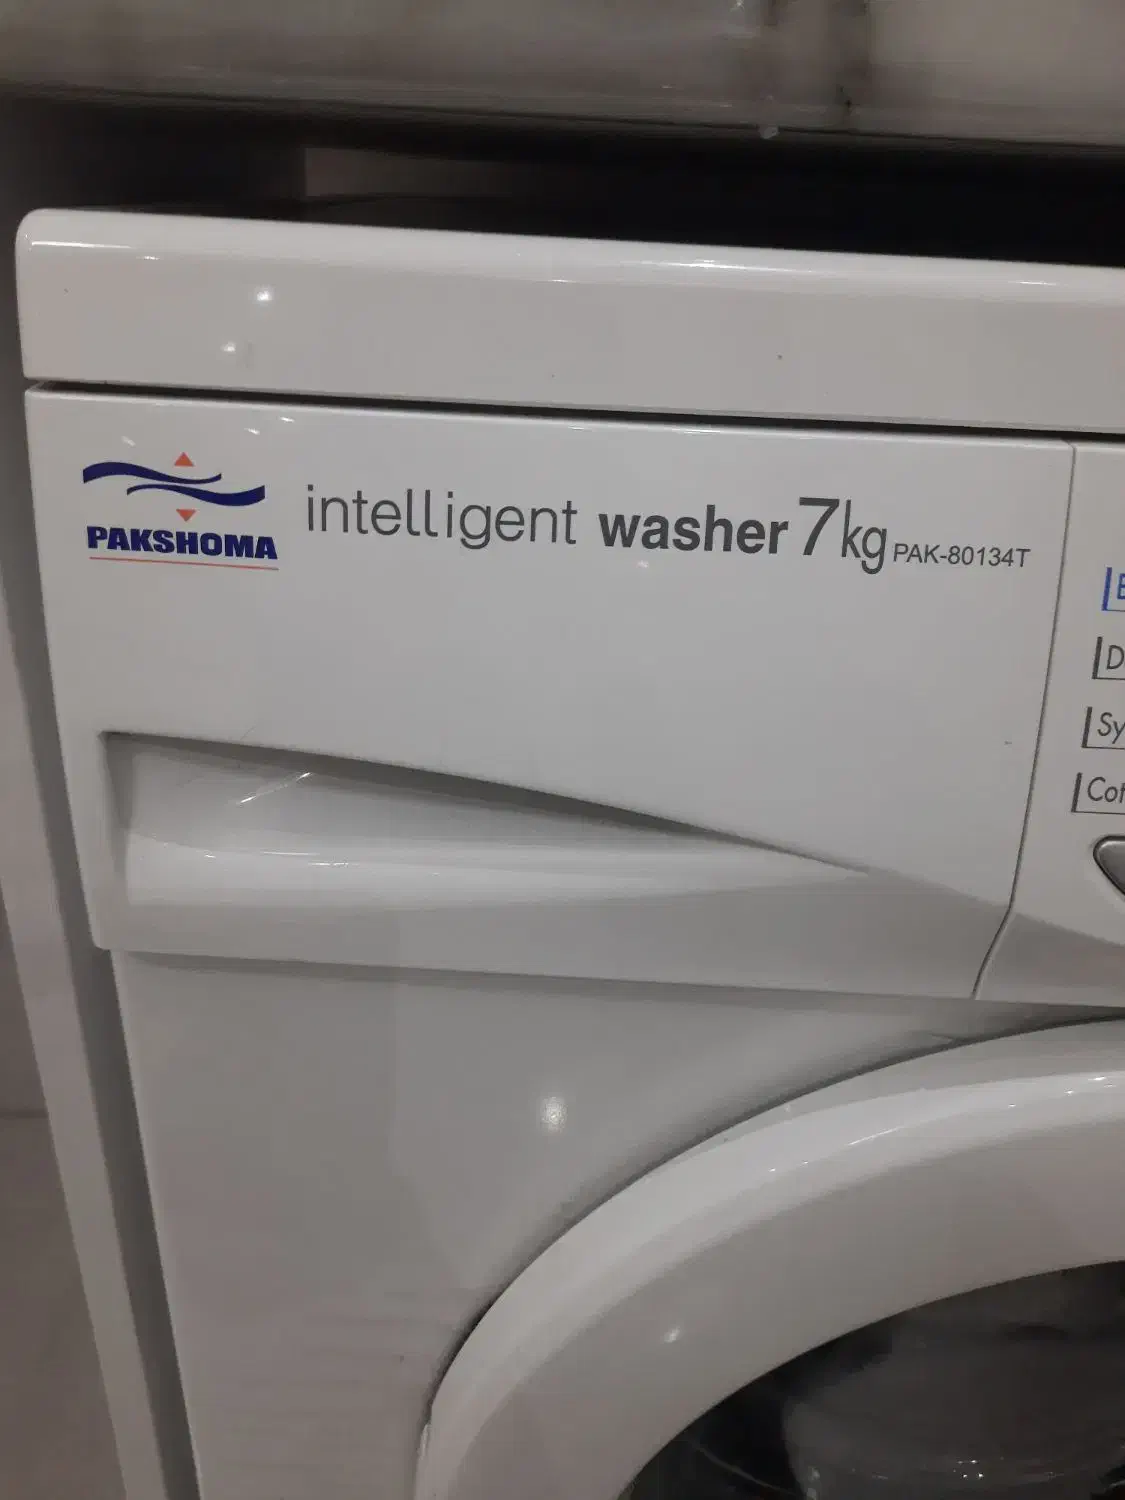 PAKSHOMA
intelligent washer 7kg PAK-80134T